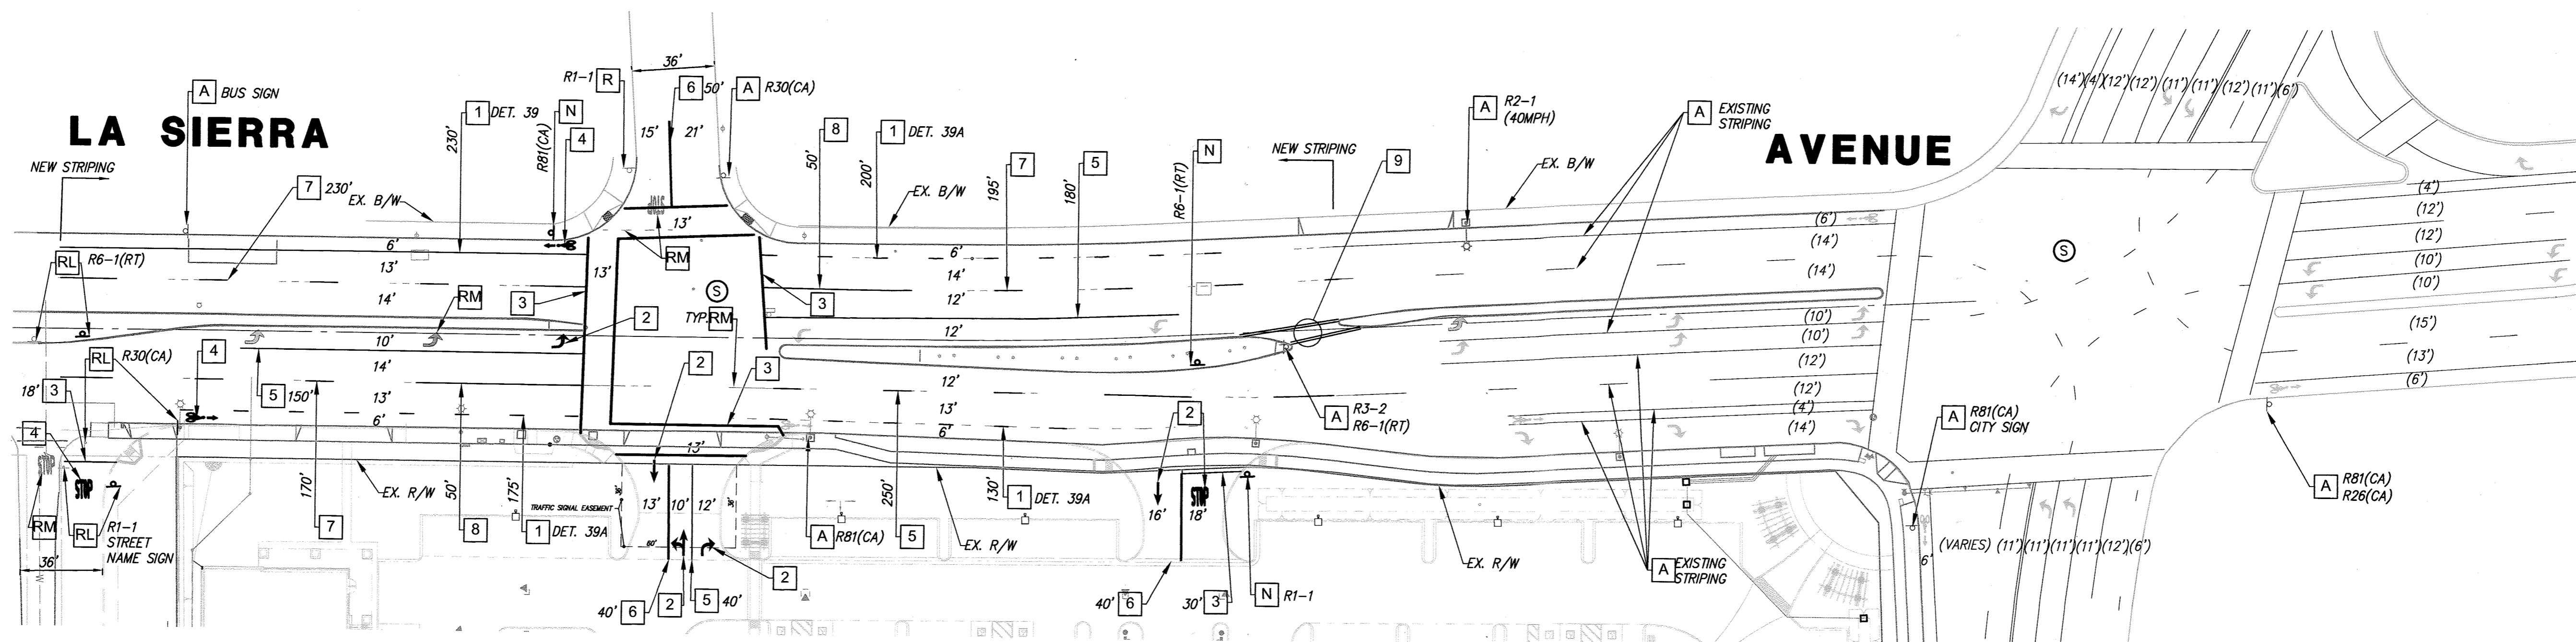 LA SIERRA
AVENUE
NEW STRIPING
A BUS SIGN
7 230'
EX. B/W
1 DET. 39
230'
R81(CA)
N
4
R1-1 R
36'
6 50'
A R30(CA)
15' 21'
8
50'
1 DET. 39A
200'
EX. B/W
7
195'
5
180'
R6-1(RT)
N
NEW STRIPING
9
A R2-1
(40MPH)
EX. B/W
A EXISTING
STRIPING
(14')(4')(12')(12')(11')(11')(12')(11')(6')
RL R6-1(RT)
6'
13'
14'
RM
10'
14'
13'
6'
3
13'
STOP
13'
RM
S
TYP. RM
2
2
3
3
6'
14'
12'
12'
12'
13'
6'
(6')
(14')
(14')
(10')
(10')
(12')
(12')
(4')
(14')
S
(4')
(12')
(12')
(10')
(10')
(15')
(13')
(6')
RL R30(CA)
4
18' 3
4
STOP
STOP
RM
RL R1-1
STREET
NAME SIGN
36'
5 150'
170'
7
EX. R/W
50'
8
175'
1 DET. 39A
13'
TRAFFIC SIGNAL EASEMENT
38'
13' 10' 12'
38'
60'
40' 6
2
5 40'
2
A R81(CA)
250'
5
EX. R/W
130'
1 DET. 39A
2
16'
STOP
18'
40' 6
30' 3
N R1-1
A R3-2
R6-1(RT)
EX. R/W
A EXISTING
STRIPING
A R81(CA)
CITY SIGN
6'
(VARIES) (11')(11')(11')(11')(12')(6')
A R81(CA)
R26(CA)